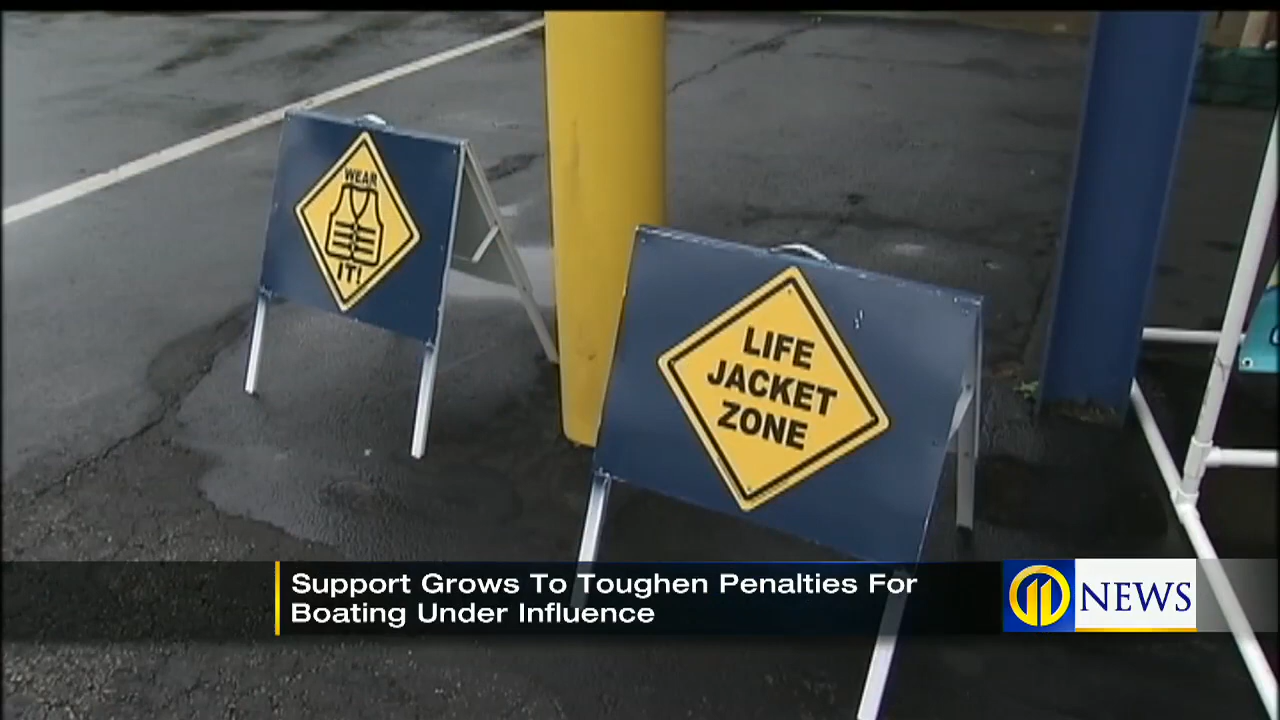 WEAR
IT!
LIFE
JACKET
ZONE
Support Grows To Toughen Penalties For
Boating Under Influence
11 NEWS